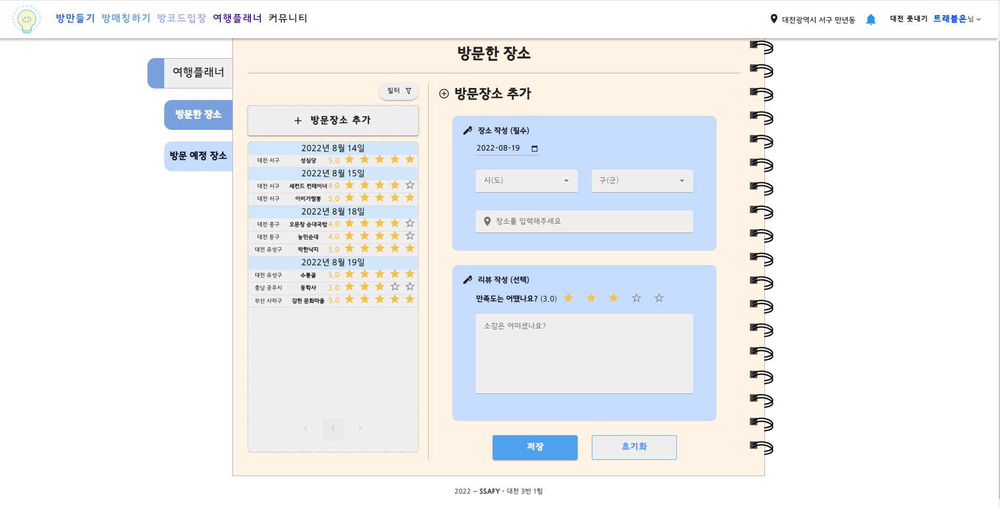 방만들기 방매칭하기 방코드입장 여행플래너 커뮤니티
대전광역시 서구 만년동
대전 풋내기 트래블온님
여행플래너
방문한 장소
방문 예정 장소
방문한 장소
필터
방문장소 추가
2022년 8월 14일
대전 서구 성심당 5.0
2022년 8월 15일
대전 서구 세컨드 컨테이너 4.0
대전 서구 이비가짬뽕 5.0
2022년 8월 18일
대전 중구 오문창 순대국밥 4.0
대전 동구 농민순대 4.0
대전 유성구 착한낙지 5.0
2022년 8월 19일
대전 유성구 수통골 5.0
충남 공주시 동학사 3.0
부산 사하구 감천 문화마을 5.0
1
방문장소 추가
장소 작성 (필수)
2022-08-19
시(도) 구(군)
장소를 입력해주세요
리뷰 작성 (선택)
만족도는 어땠나요? (3.0)
소감은 어떠셨나요?
저장 초기화
2022 — SSAFY - 대전 3반 1팀